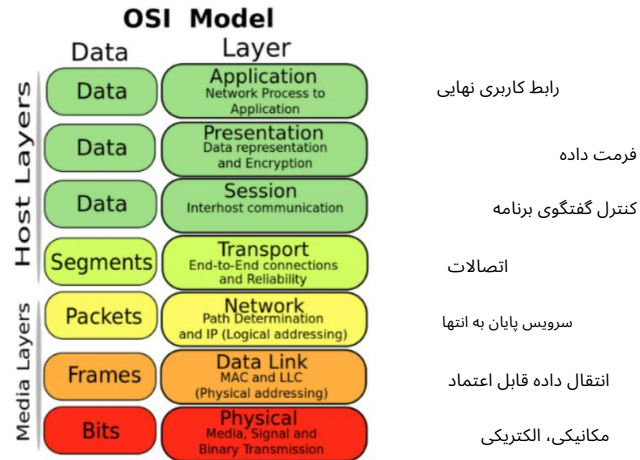 OSI Model
Data
Layer
Host Layers
Data
Application
Network Process to
Application
رابط کاربری نهایی
Data
Presentation
Data representation
and Encryption
فرمت داده
Data
Session
Interhost communication
کنترل گفتگوی برنامه
Segments
Transport
End-to-End connections
and Reliability
اتصالات
Media Layers
Packets
Network
Path Determination
and IP (Logical addressing)
سرویس پایان به انتها
Frames
Data Link
MAC and LLC
(Physical addressing)
انتقال داده قابل اعتماد
Bits
Physical
Media, Signal and
Binary Transmission
مکانیکی، الکتریکی